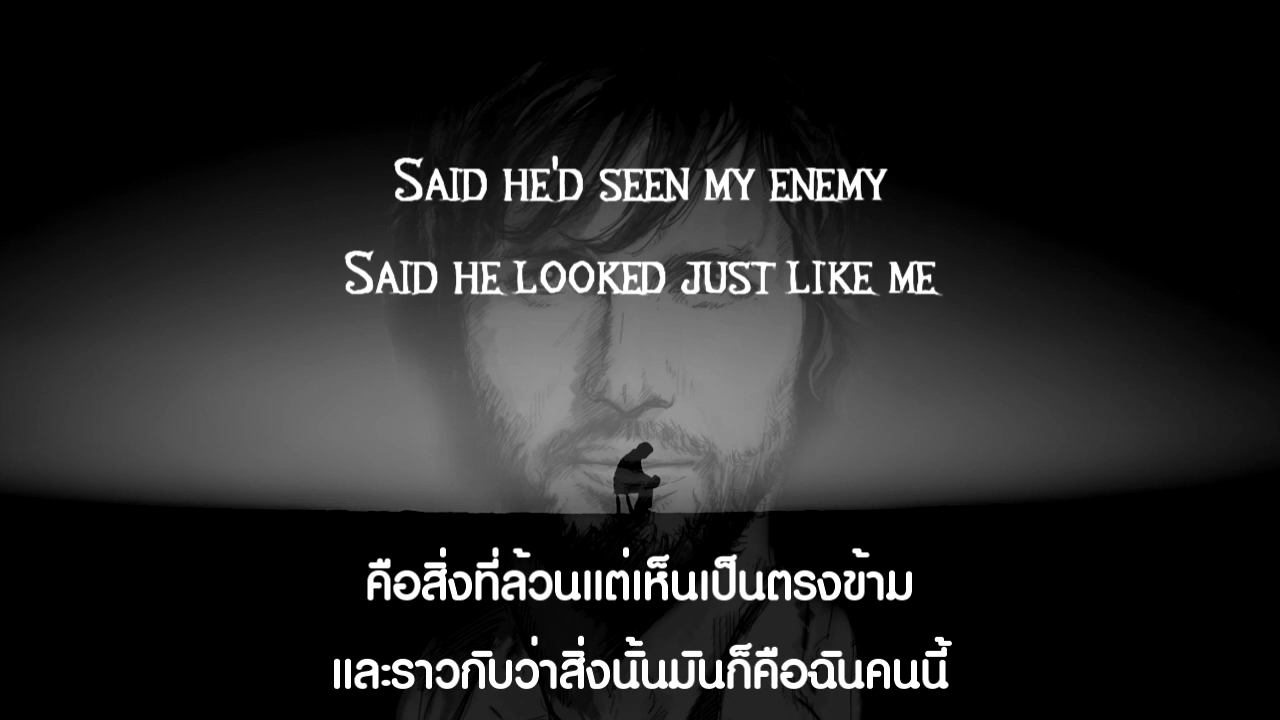 Said he'd seen my enemy
Said he looked just like me
คือสิ่งที่ล้วนแต่เห็นเป็นตรงข้าม
และราวกับว่าสิ่งนั้นมันก็คือฉันคนนี้